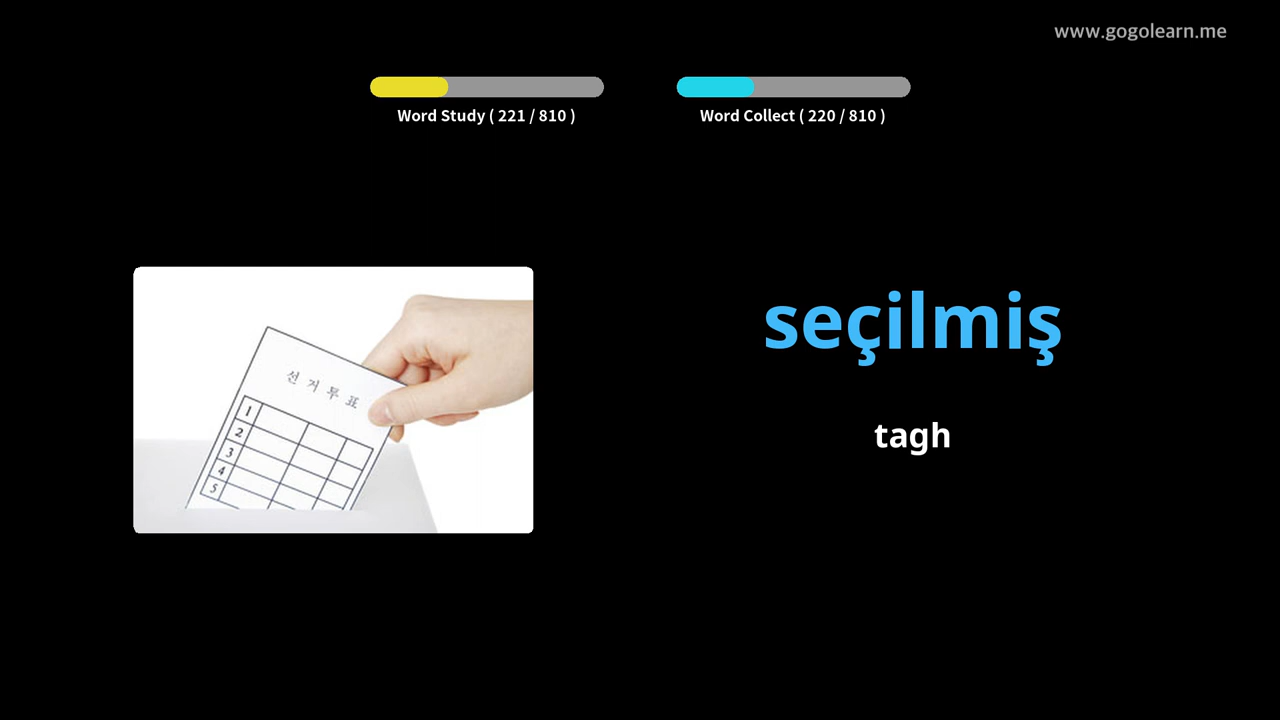 www.gogolearn.me
Word Study ( 221 / 810 )
Word Collect ( 220 / 810 )
선거투표
1
2
3
4
5
seçilmiş
tagh